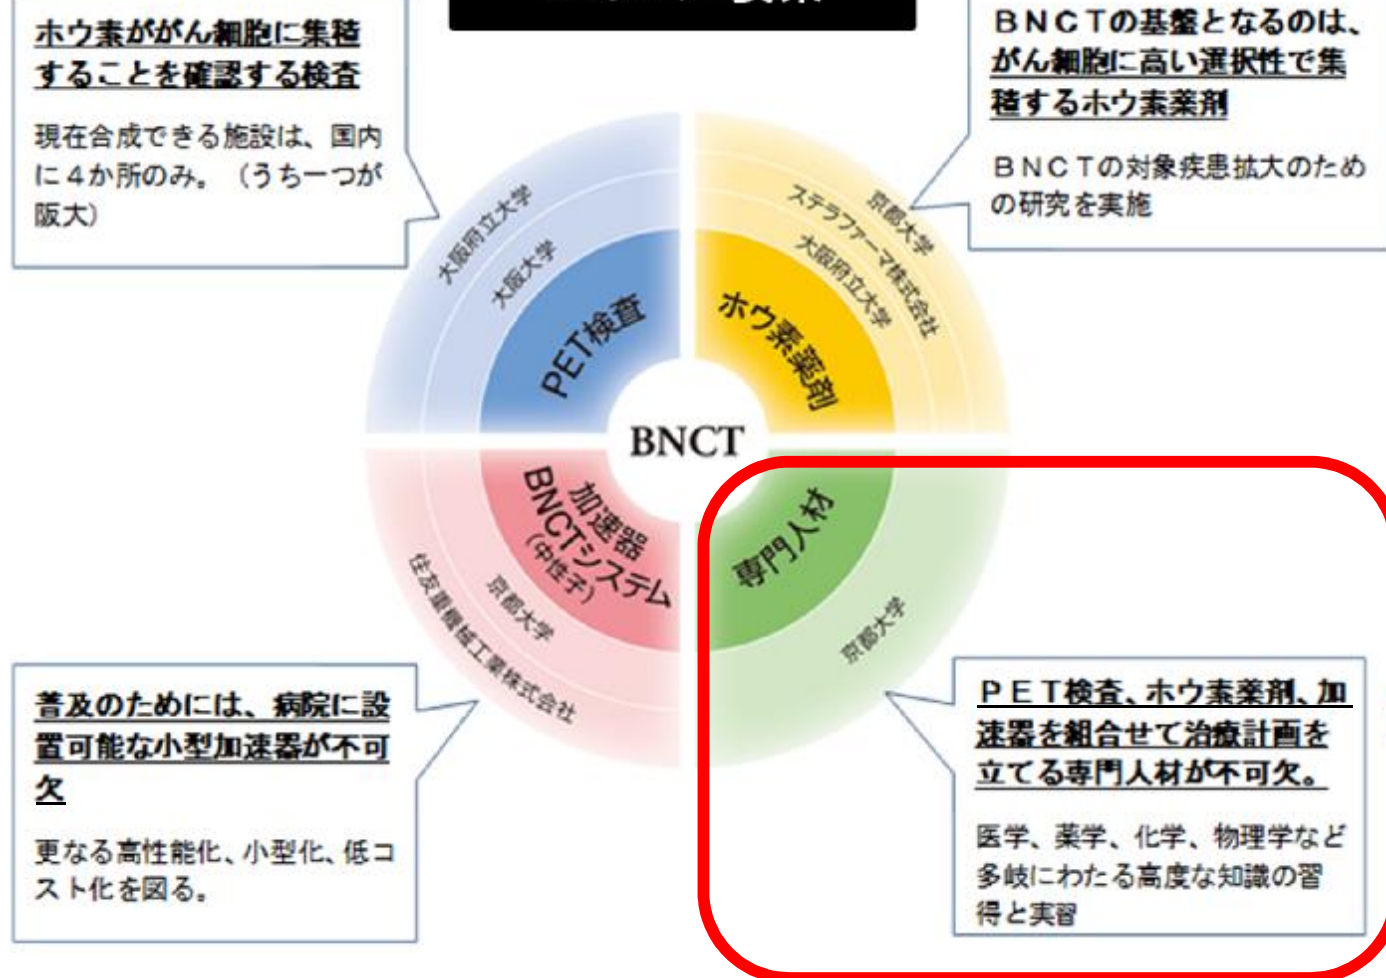 ホウ素ががん細胞に集積
することを確認する検査
現在合成できる施設は、国内
に４か所のみ。（うち一つが
阪大）
ＢＮＣＴの基盤となるのは、
がん細胞に高い選択性で集
積するホウ素薬剤
ＢＮＣＴの対象疾患拡大のため
の研究を実施
大阪府立大学
大阪大学
PET検査
京都大学
ステラファーマ株式会社
大阪府立大学
ホウ素薬剤
BNCT
加速器
BNCTシステム
(中性子)
京都大学
住友重機械工業株式会社
専門人材
京都大学
普及のためには、病院に設
置可能な小型加速器が不可
欠
更なる高性能化、小型化、低コ
スト化を図る。
ＰＥＴ検査、ホウ素薬剤、加
速器を組合せて治療計画を
立てる専門人材が不可欠。
医学、薬学、化学、物理学など
多岐にわたる高度な知識の習
得と実習